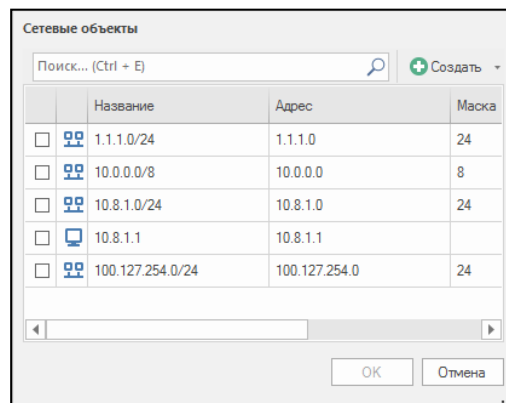 Сетевые объекты
Поиск... (Ctrl + E) Создать
Название Адрес Маска
1.1.1.0/24 1.1.1.0 24
10.0.0.0/8 10.0.0.0 8
10.8.1.0/24 10.8.1.0 24
10.8.1.1 10.8.1.1
100.127.254.0/24 100.127.254.0 24
OK Отмена